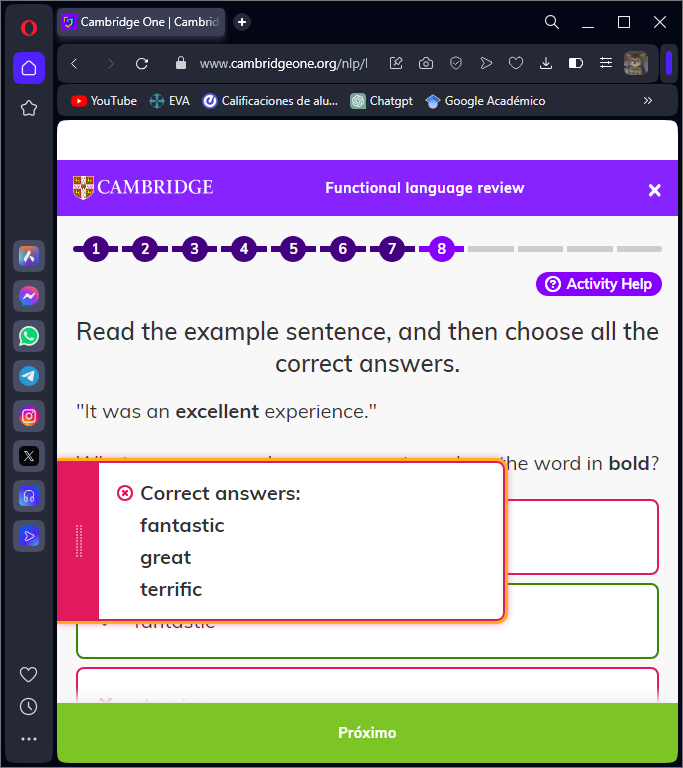 Cambridge One | Cambrid
www.cambridgeone.org/nlp/l
YouTube
EVA
Calificaciones de alu...
Chatgpt
Google Académico
CAMBRIDGE
Functional language review
1 2 3 4 5 6 7 8
Activity Help
Read the example sentence, and then choose all the
correct answers.
"It was an excellent experience."
the word in bold?
Correct answers:
fantastic
great
terrific
fantastic
Próximo